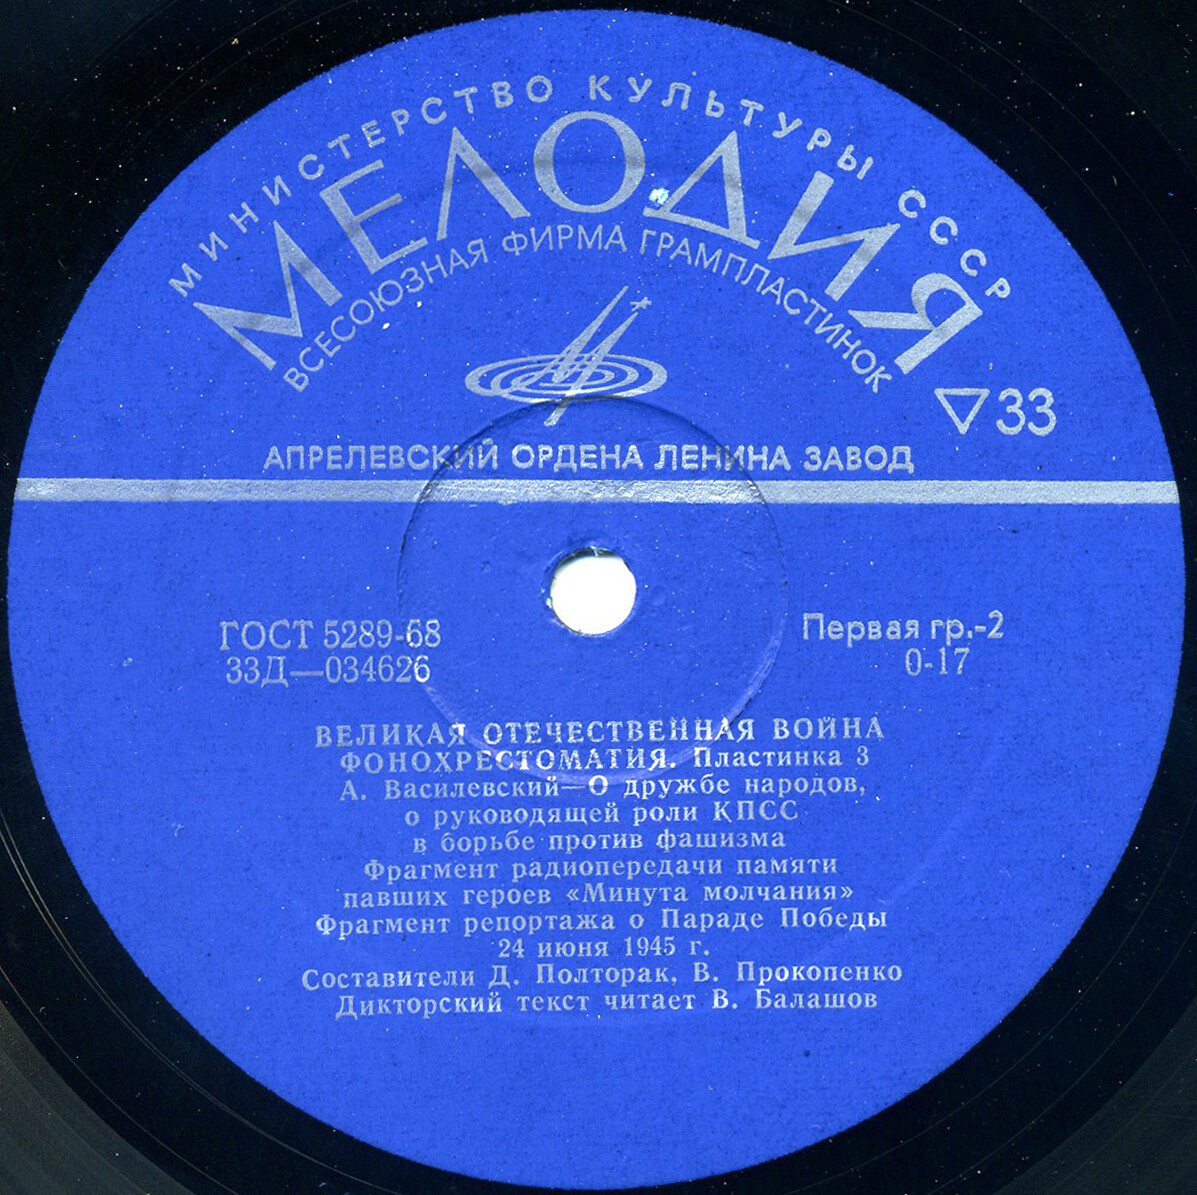 МИНИСТЕРСТВО КУЛЬТУРЫ СССР
МЕЛОДИЯ
ВСЕСОЮЗНАЯ ФИРМА ГРАМПЛАСТИНОК
▽33
АПРЕЛЕВСКИЙ ОРДЕНА ЛЕНИНА ЗАВОД
ГОСТ 5289-68
33Д—034626
Первая гр.-2
0-17
ВЕЛИКАЯ ОТЕЧЕСТВЕННАЯ ВОЙНА
ФОНОХРЕСТОМАТИЯ. Пластинка 3
А. Василевский—О дружбе народов,
о руководящей роли КПСС
в борьбе против фашизма
Фрагмент радиопередачи памяти
павших героев «Минута молчания»
Фрагмент репортажа о Параде Победы
24 июня 1945 г.
Составители Д. Полторак, В. Прокопенко
Дикторский текст читает В. Балашов